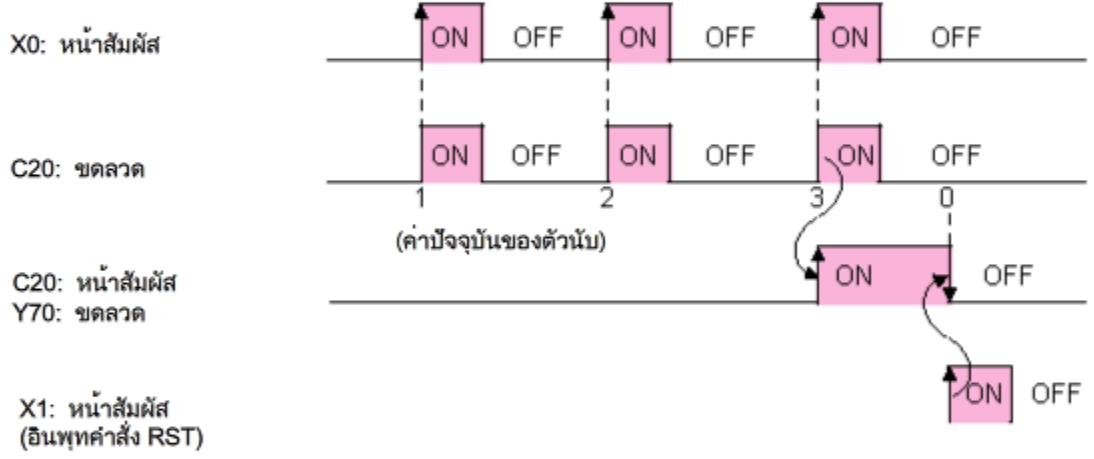 X0: หน้าสัมผัส ON OFF ON OFF ON OFF
C20: ขดลวด ON OFF ON OFF ON OFF
1 2 3 0
(ค่าปัจจุบันของตัวนับ)
C20: หน้าสัมผัส ON OFF
Y70: ขดลวด
X1: หน้าสัมผัส ON OFF
(อินพุทคำสั่ง RST)